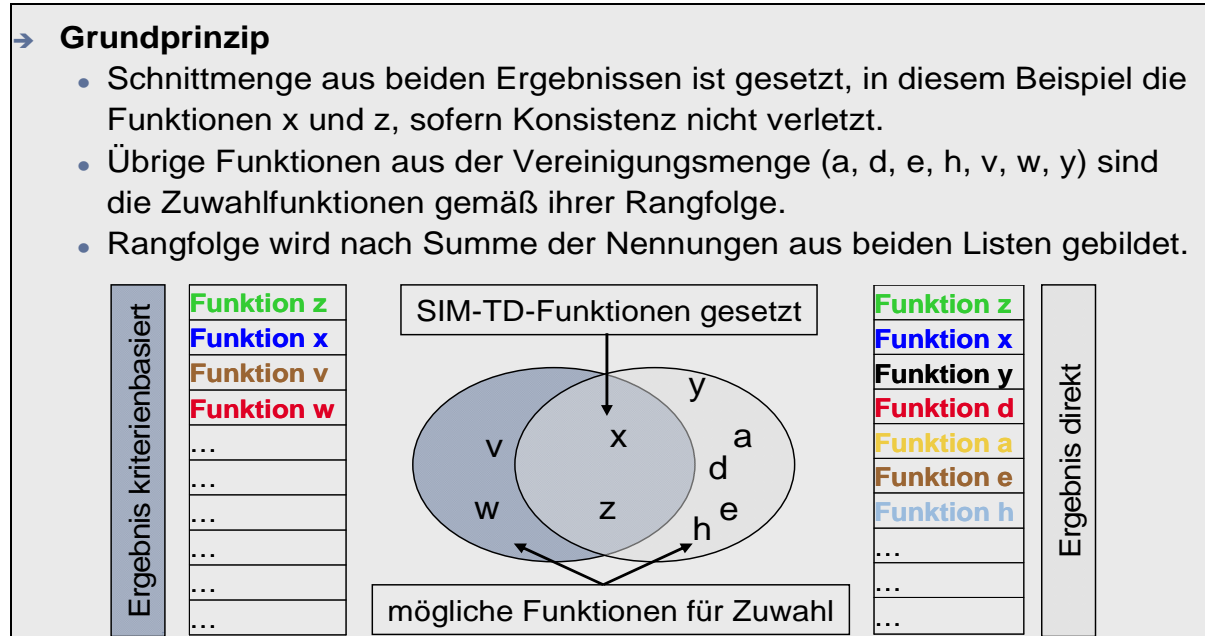 ➔ Grundprinzip
• Schnittmenge aus beiden Ergebnissen ist gesetzt, in diesem Beispiel die
Funktionen x und z, sofern Konsistenz nicht verletzt.
• Übrige Funktionen aus der Vereinigungsmenge (a, d, e, h, v, w, y) sind
die Zuwahlfunktionen gemäß ihrer Rangfolge.
• Rangfolge wird nach Summe der Nennungen aus beiden Listen gebildet.
Ergebnis kriterienbasiert
Funktion z
Funktion x
Funktion v
Funktion w
...
...
...
...
...
...
SIM-TD-Funktionen gesetzt
y
v
x
a
d
w
z
e
h
mögliche Funktionen für Zuwahl
Funktion z
Funktion x
Funktion y
Funktion d
Funktion a
Funktion e
Funktion h
...
...
...
Ergebnis direkt